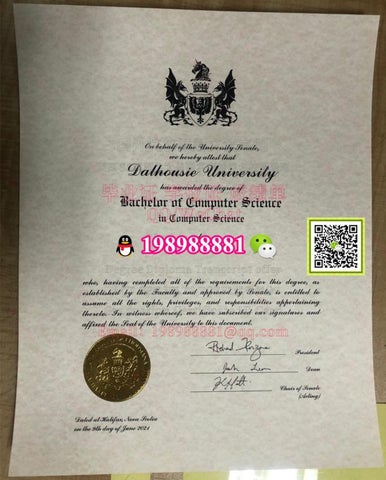 On behalf of the University Senate,
we hereby attest that
Dalhousie University
has awarded the degree of
Bachelor of Computer Science
in Computer Science
198988881
who, having completed all of the requirements for this degree, as
established by the Faculty and approved by Senate, is entitled to
assume all the rights, privileges, and responsibilities appertaining
thereto. In witness whereof, we have subscribed our signatures and
affixed the Seal of the University to this document.
198988881@qq.com
President
Dean
Chair of Senate
(Acting)
Dated at Halifax, Nova Scotia
on the 9th day of June 2021